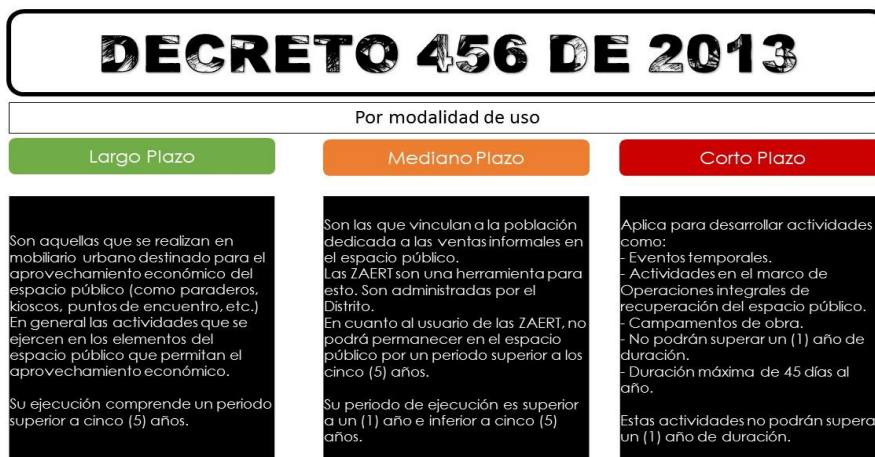 DECRETO 456 DE 2013
Por modalidad de uso
Largo Plazo
Son aquellas que se realizan en
mobiliario urbano destinado para el
aprovechamiento económico del
espacio público (como paraderos,
kioscos, puntos de encuentro, etc.)
En general las actividades que se
ejercen en los elementos del
espacio público que permitan el
aprovechamiento económico.
Su ejecución comprende un periodo
superior a cinco (5) años.
Mediano Plazo
Son las que vinculan a la población
dedicada a las ventas informales en
el espacio público.
Las ZAERT son una herramienta para
esto. Son administradas por el
Distrito.
En cuanto al usuario de las ZAERT, no
podrá permanecer en el espacio
público por un periodo superior a los
cinco (5) años.
Su periodo de ejecución es superior
a un (1) año e inferior a cinco (5)
años.
Corto Plazo
Aplica para desarrollar actividades
como:
- Eventos temporales.
- Actividades en el marco de
Operaciones integrales de
recuperación del espacio público.
- Campamentos de obra.
- No podrán superar un (1) año de
duración.
- Duración máxima de 45 días al
año.
Estas actividades no podrán supera
un (1) año de duración.